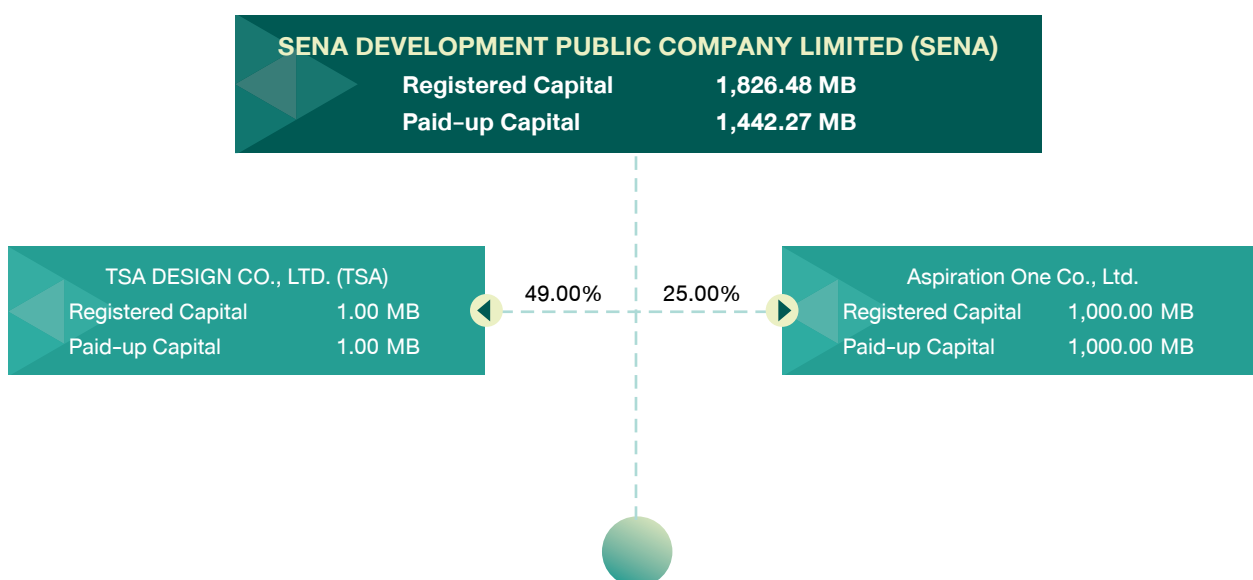 SENA DEVELOPMENT PUBLIC COMPANY LIMITED (SENA)
Registered Capital 1,826.48 MB
Paid-up Capital 1,442.27 MB
TSA DESIGN CO., LTD. (TSA)
Registered Capital 1.00 MB
Paid-up Capital 1.00 MB
49.00%
25.00%
Aspiration One Co., Ltd.
Registered Capital 1,000.00 MB
Paid-up Capital 1,000.00 MB